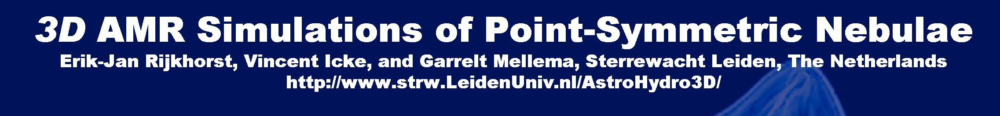 3D AMR Simulations of Point-Symmetric Nebulae
Erik-Jan Rijkhorst, Vincent Icke, and Garrelt Mellema, Sterrewacht Leiden, The Netherlands
http://www.strw.LeidenUniv.nl/AstroHydro3D/